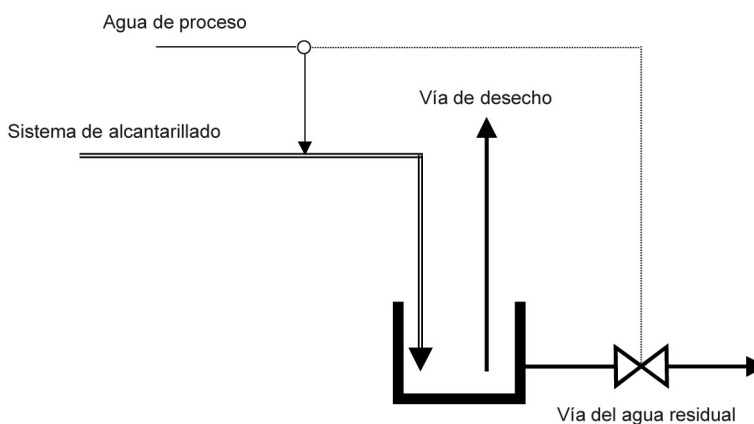 Agua de proceso
Vía de desecho
Sistema de alcantarillado
Vía del agua residual